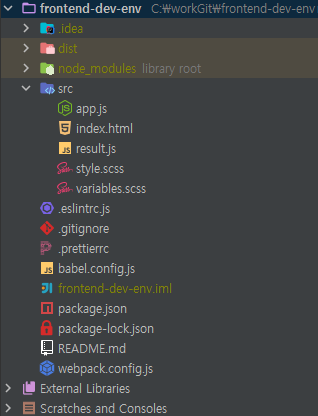 frontend-dev-env C:₩workGit₩frontend-dev-env
.idea
dist
node_modules library root
src
app.js
index.html
result.js
style.scss
variables.scss
.eslintrc.js
.gitignore
.prettierrc
babel.config.js
frontend-dev-env.iml
package.json
package-lock.json
README.md
webpack.config.js
External Libraries
Scratches and Consoles